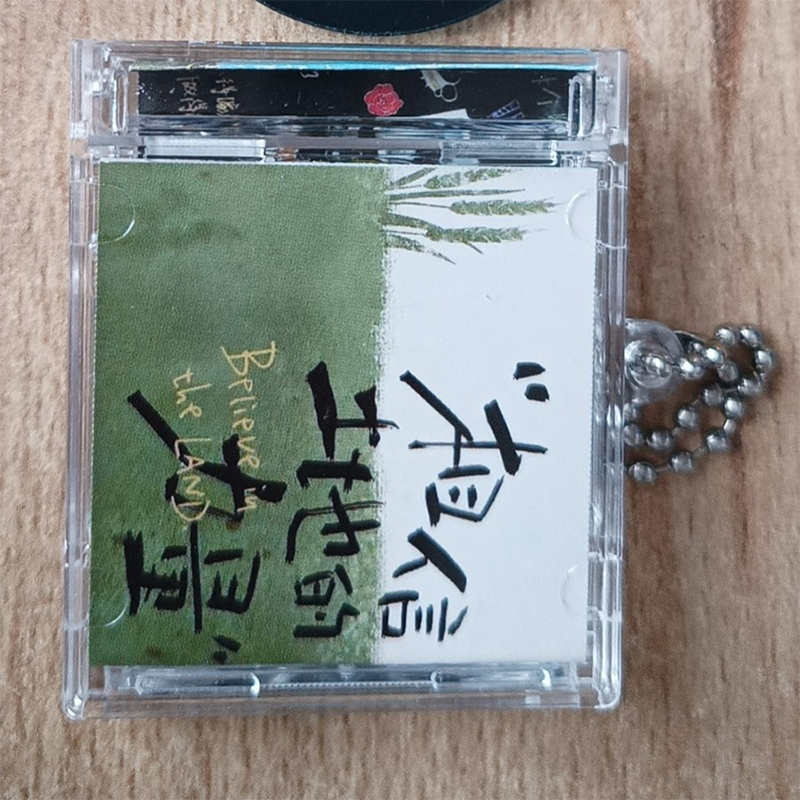 “相信
土地的
力量”
Believe in
the LAND